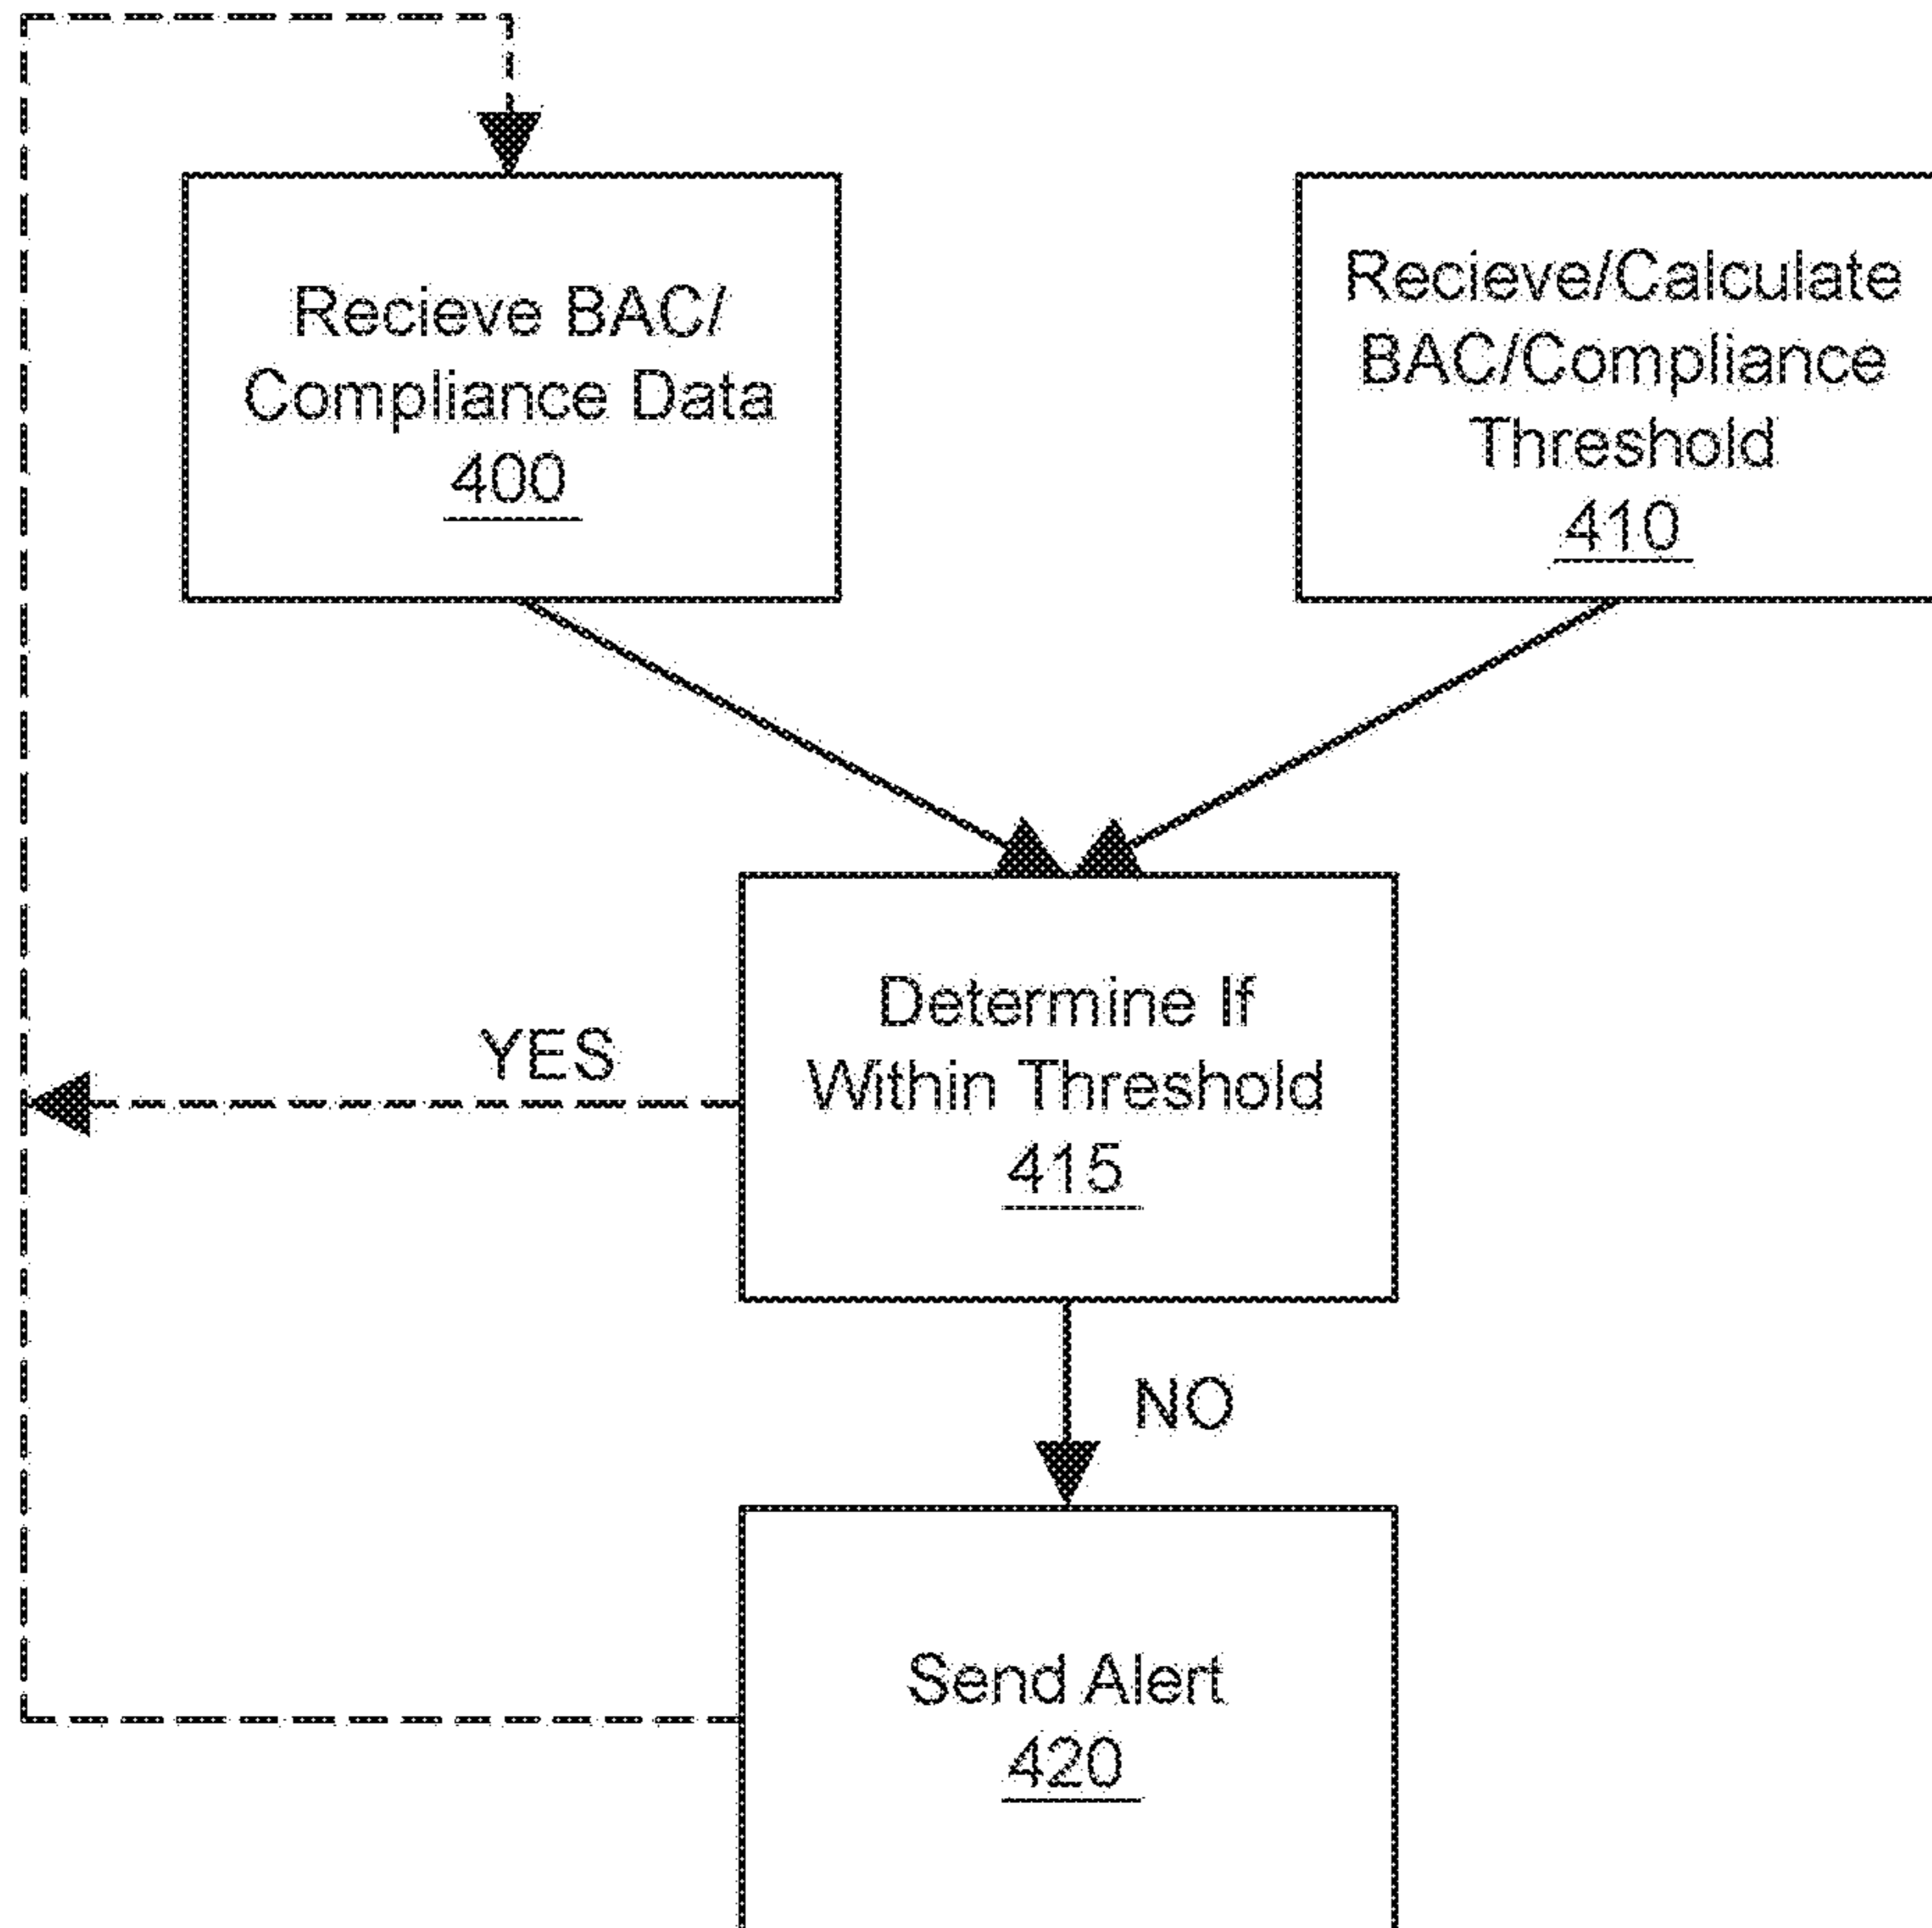 Recieve BAC/
Compliance Data
400
Recieve/Calculate
BAC/Compliance
Threshold
410
Determine If
Within Threshold
415
YES
NO
Send Alert
420